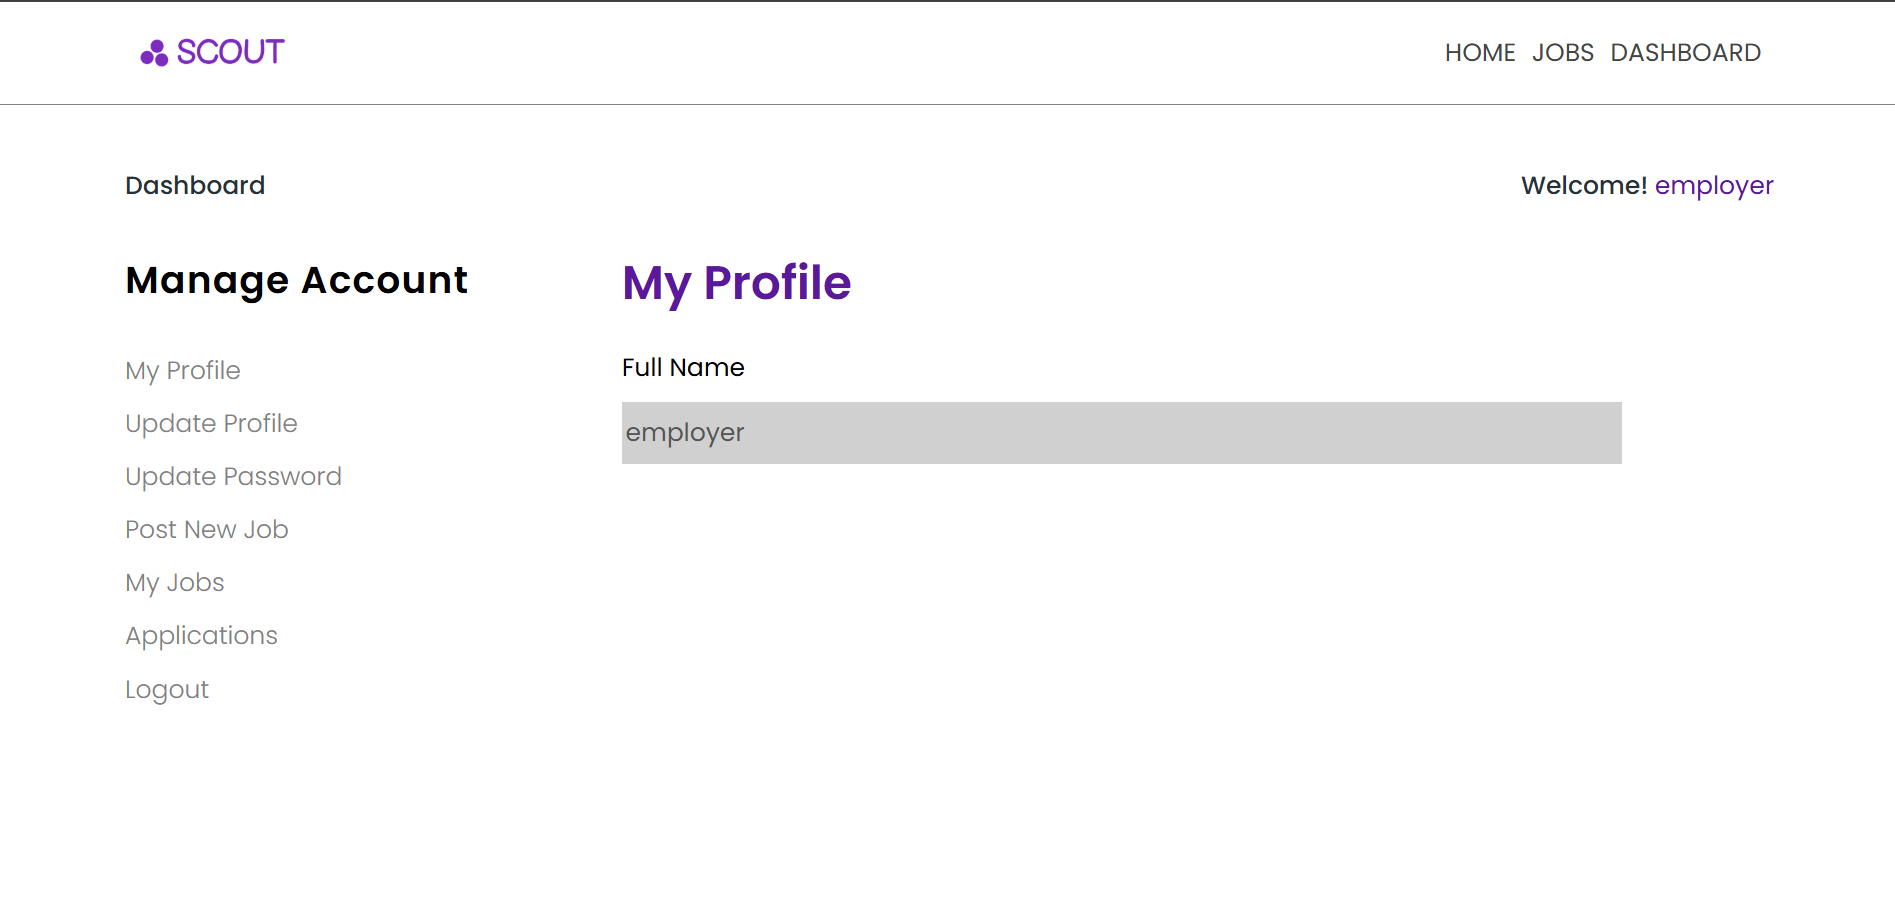 SCOUT
HOME JOBS DASHBOARD
Dashboard
Welcome! employer
Manage Account
My Profile
Update Profile
Update Password
Post New Job
My Jobs
Applications
Logout
My Profile
Full Name
employer